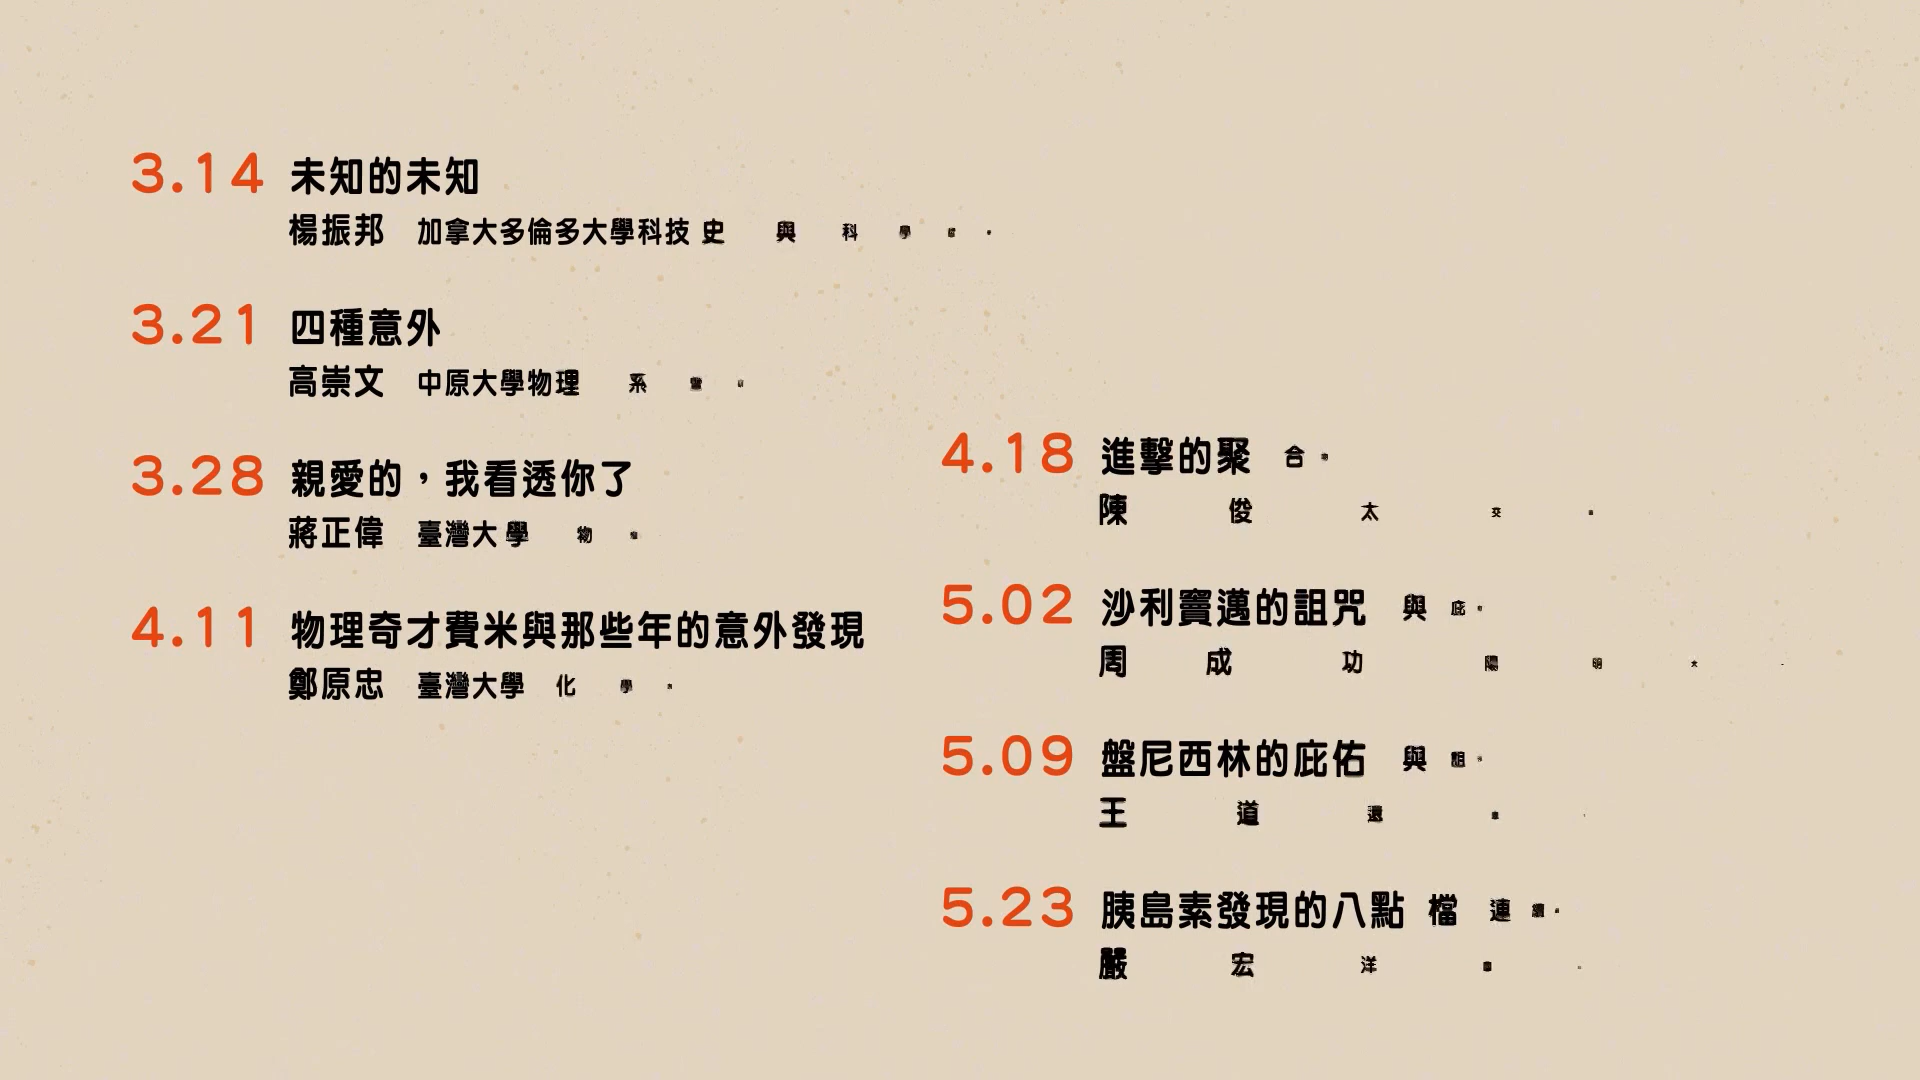 3.14 未知的未知
楊振邦 加拿大多倫多大學科技史與科學
3.21 四種意外
高崇文 中原大學物理系
3.28 親愛的，我看透你了
蔣正偉 臺灣大學物
4.11 物理奇才費米與那些年的意外發現
鄭原忠 臺灣大學化學
4.18 進擊的聚合
陳俊太交
5.02 沙利竇邁的詛咒與庇
周成功 陽明大
5.09 盤尼西林的庇佑與詛
王道還
5.23 胰島素發現的八點檔連續
嚴宏洋